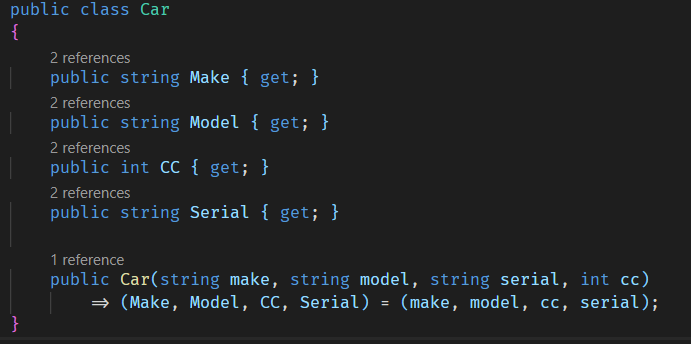 public class Car
{
2 references
public string Make { get; }
2 references
public string Model { get; }
2 references
public int CC { get; }
2 references
public string Serial { get; }
1 reference
public Car(string make, string model, string serial, int cc)
=> (Make, Model, CC, Serial) = (make, model, cc, serial);
}